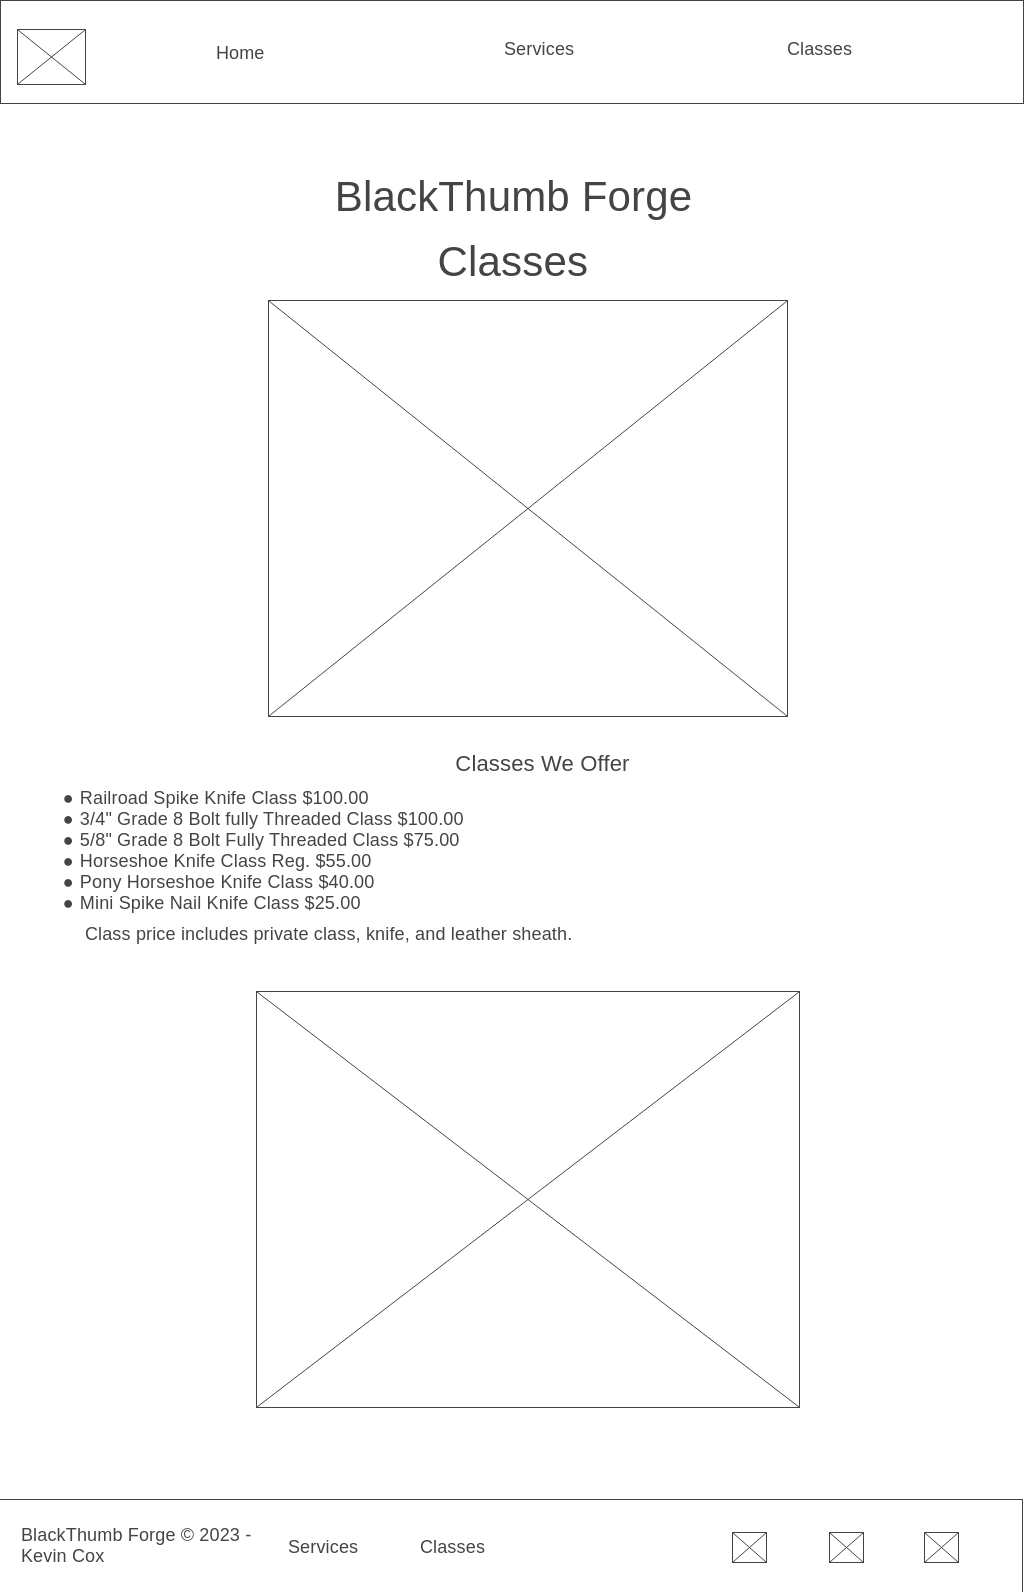 Home
Services
Classes
BlackThumb Forge
Classes
Classes We Offer
● Railroad Spike Knife Class $100.00
● 3/4" Grade 8 Bolt fully Threaded Class $100.00
● 5/8" Grade 8 Bolt Fully Threaded Class $75.00
● Horseshoe Knife Class Reg. $55.00
● Pony Horseshoe Knife Class $40.00
● Mini Spike Nail Knife Class $25.00
Class price includes private class, knife, and leather sheath.
BlackThumb Forge © 2023 -
Kevin Cox
Services
Classes